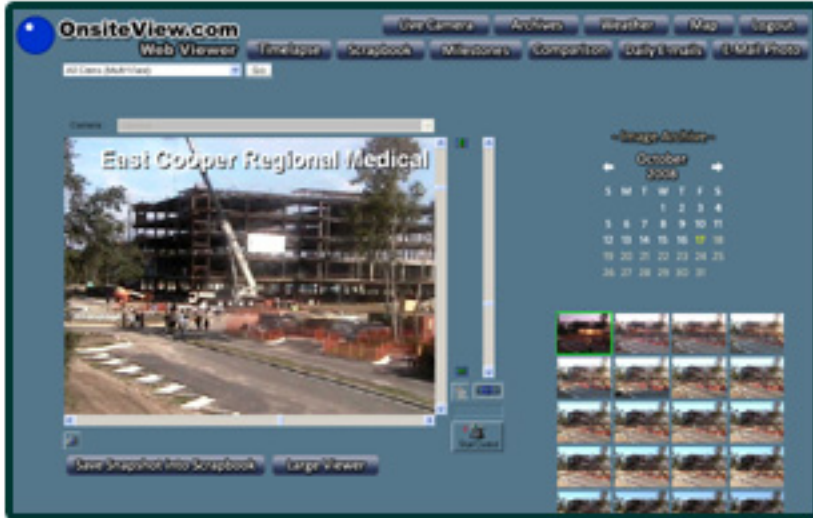 OnsiteView.com
Web Viewer
Live Camera Archives Weather Map Logout
Timelapse Scrapbook Milestones Comparison Daily E-mails E-Mail Photo
All Cams (Multi-View) Go
Camera
East Cooper Regional Medical
~Image Archive~
October
2008
S M T W T F S
1 2 3 4
5 6 7 8 9 10 11
12 13 14 15 16 17 18
19 20 21 22 23 24 25
26 27 28 29 30 31
Save Snapshot Into Scrapbook Large Viewer